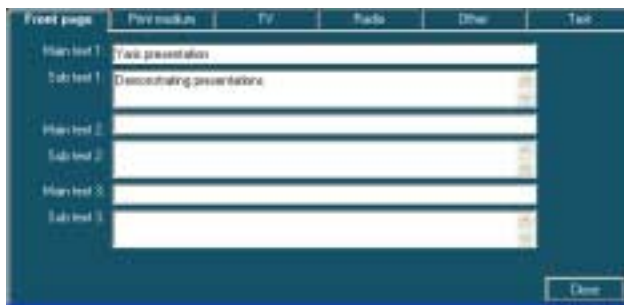 Front page Print medium TV Radio Other Text
Main text 1:
presentation
Sub text 1:
Demonstrating presentations
Main text 2:
Sub text 2:
Main text 3:
Sub text 3:
Close